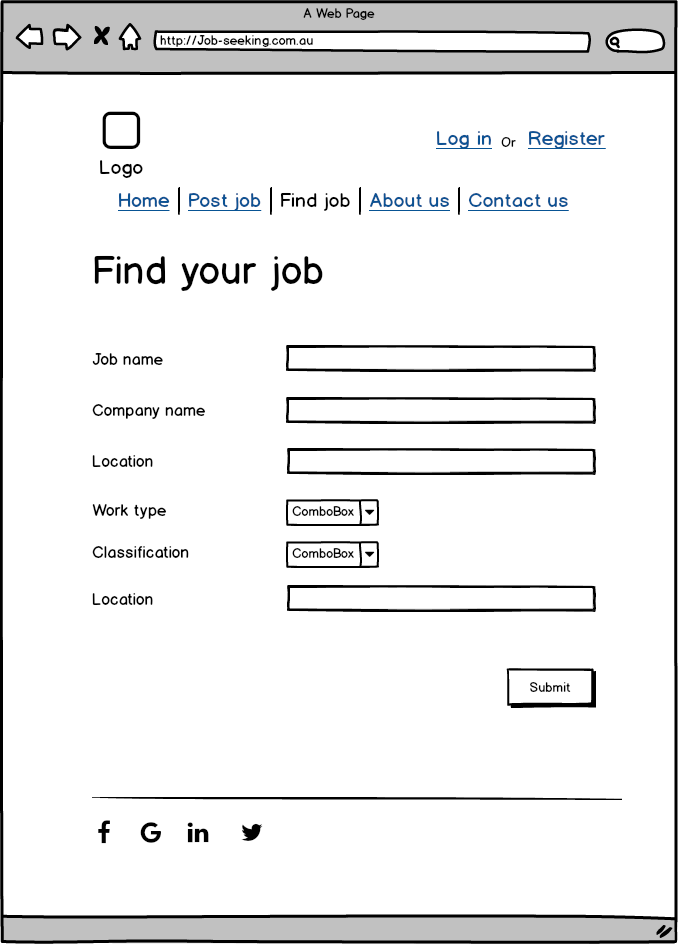 A Web Page
http://Job-seeking.com.au
Log in Or Register
Logo
Home Post job Find job About us Contact us
Find your job
Job name
Company name
Location
Work type ComboBox
Classification ComboBox
Location
Submit